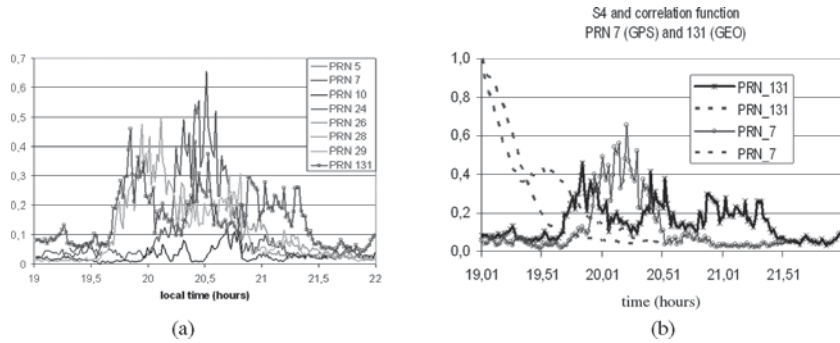 0,7
0,6
0,5
0,4
0,3
0,2
0,1
0
19
19,5
20
20,5
21
21,5
22
local time (hours)
PRN 5
PRN 7
PRN 10
PRN 24
PRN 26
PRN 28
PRN 29
PRN 131
(a)
S4 and correlation function
PRN 7 (GPS) and 131 (GEO)
1,0
0,8
0,6
0,4
0,2
0,0
19,01
19,51
20,01
20,51
21,01
21,51
time (hours)
PRN_131
PRN_131
PRN_7
PRN_7
(b)